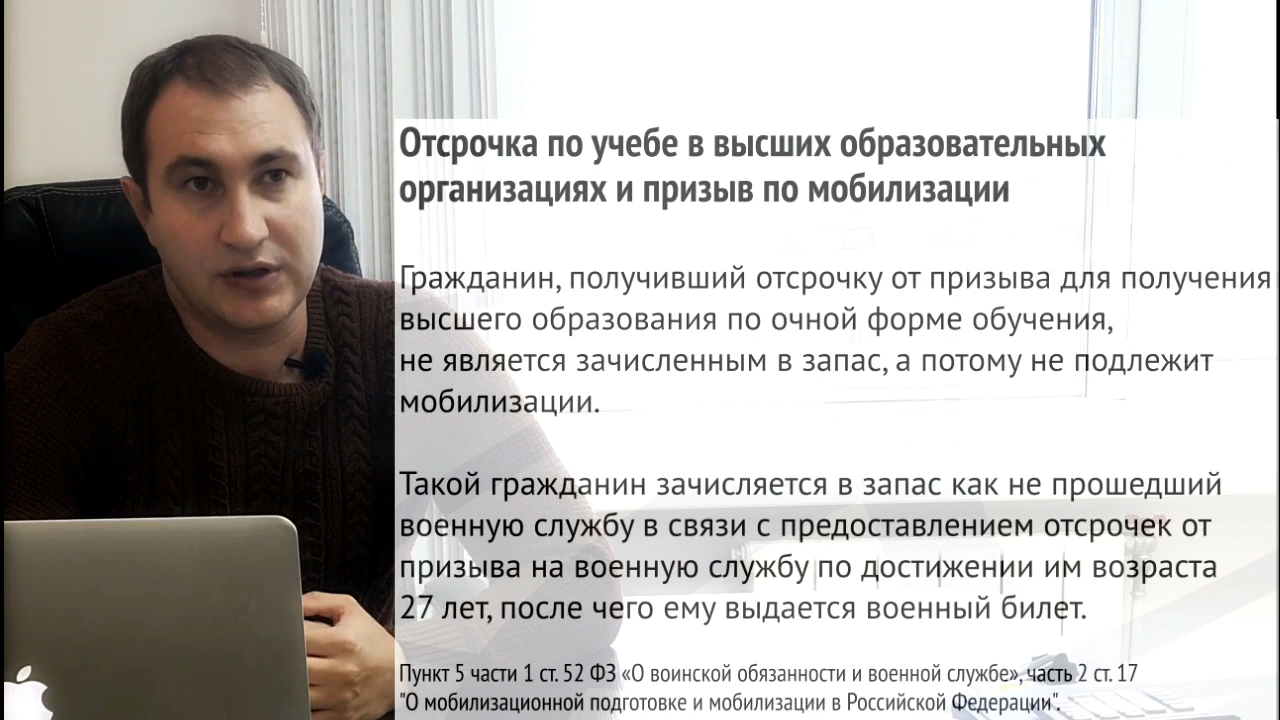 Отсрочка по учебе в высших образовательных
организациях и призыв по мобилизации
Гражданин, получивший отсрочку от призыва для получения
высшего образования по очной форме обучения,
не является зачисленным в запас, а потому не подлежит
мобилизации.
Такой гражданин зачисляется в запас как не прошедший
военную службу в связи с предоставлением отсрочек от
призыва на военную службу по достижении им возраста
27 лет, после чего ему выдается военный билет.
Пункт 5 части 1 ст. 52 ФЗ «О воинской обязанности и военной службе», часть 2 ст. 17
"О мобилизационной подготовке и мобилизации в Российской Федерации".